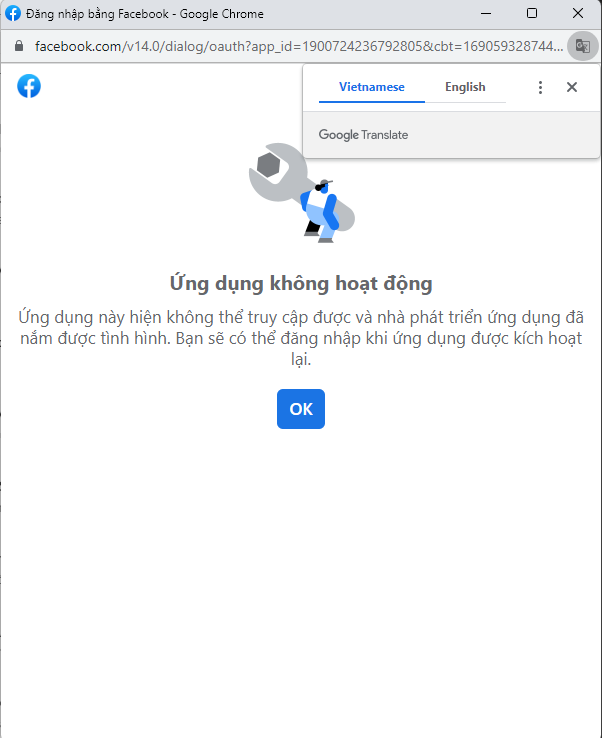 Đăng nhập bằng Facebook - Google Chrome
facebook.com/v14.0/dialog/oauth?app_id=1900724236792805&cbt=169059328744...
Vietnamese English
Google Translate
Ứng dụng không hoạt động
Ứng dụng này hiện không thể truy cập được và nhà phát triển ứng dụng đã
nắm được tình hình. Bạn sẽ có thể đăng nhập khi ứng dụng được kích hoạt
lại.
OK